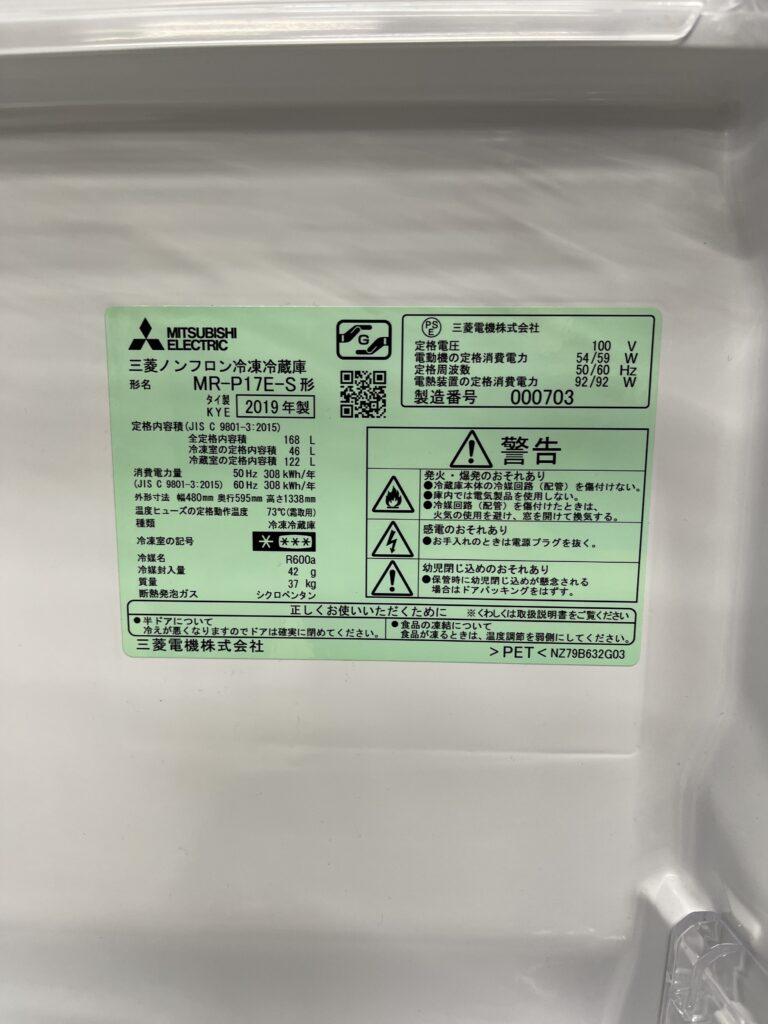 MITSUBISHI
ELECTRIC
三菱ノンフロン冷凍冷蔵庫
形名 MR-P17E-S形
タイ製
KYE 2019年製
G
定格内容積(JIS C 9801-3:2015)
全定格内容積 168 L
冷凍室の定格内容積 46 L
冷蔵室の定格内容積 122 L
消費電力量 50Hz 308kWh/年
(JIS C 9801-3:2015) 60Hz 308kWh/年
外形寸法 幅480mm 奥行595mm 高さ1338mm
温度ヒューズの定格動作温度 73℃(霜取用)
種類 冷凍冷蔵庫
冷凍室の記号 * ***
冷媒名 R600a
冷媒封入量 42 g
質量 37 kg
断熱発泡ガス シクロペンタン
PSE 三菱電機株式会社
定格電圧 100 V
電動機の定格消費電力 54/59 W
定格周波数 50/60 Hz
電熱装置の定格消費電力 92/92 W
製造番号 000703
警告
発火・爆発のおそれあり
●冷蔵庫本体の冷媒回路(配管)を傷付けない。
●庫内では電気製品を使用しない。
●冷媒回路(配管)を傷付けたときは、
火気の使用を避け、窓を開けて換気する。
感電のおそれあり
●お手入れのときは電源プラグを抜く。
幼児閉じ込めのおそれあり
●保管時に幼児閉じ込めが懸念される
場合はドアパッキングをはずす。
正しくお使いいただくために ※くわしくは取扱説明書をご覧ください
●半ドアについて
冷えが悪くなりますのでドアは確実に閉めてください。
●食品の凍結について
食品が凍るときは、温度調節を弱側にしてください。
三菱電機株式会社
>PET< NZ79B632G03